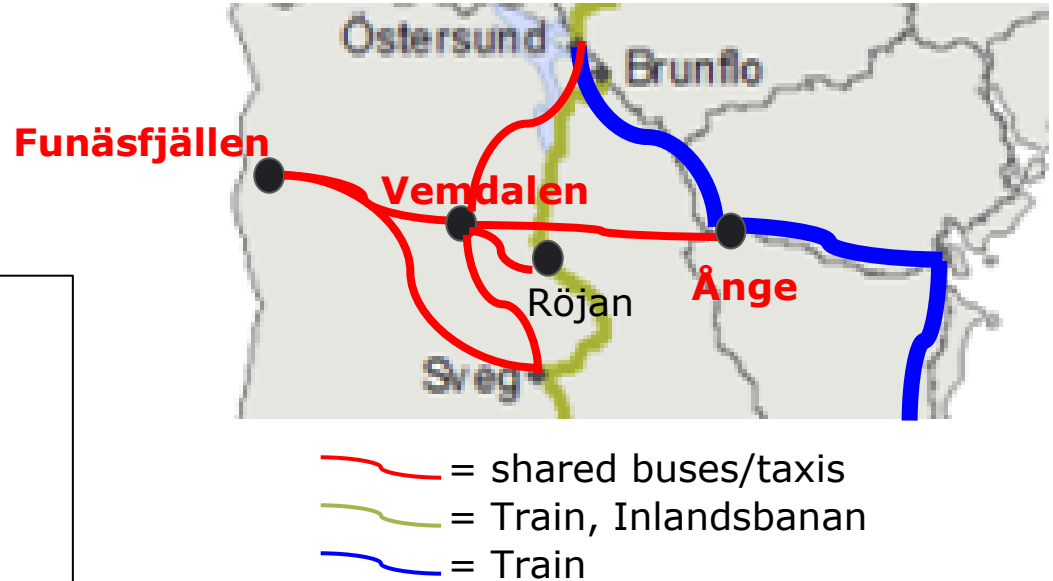 Östersund
Brunflo
Funäsfjällen
Vemdalen
Ånge
Röjan
Sveg
= shared buses/taxis
= Train, Inlandsbanan
= Train